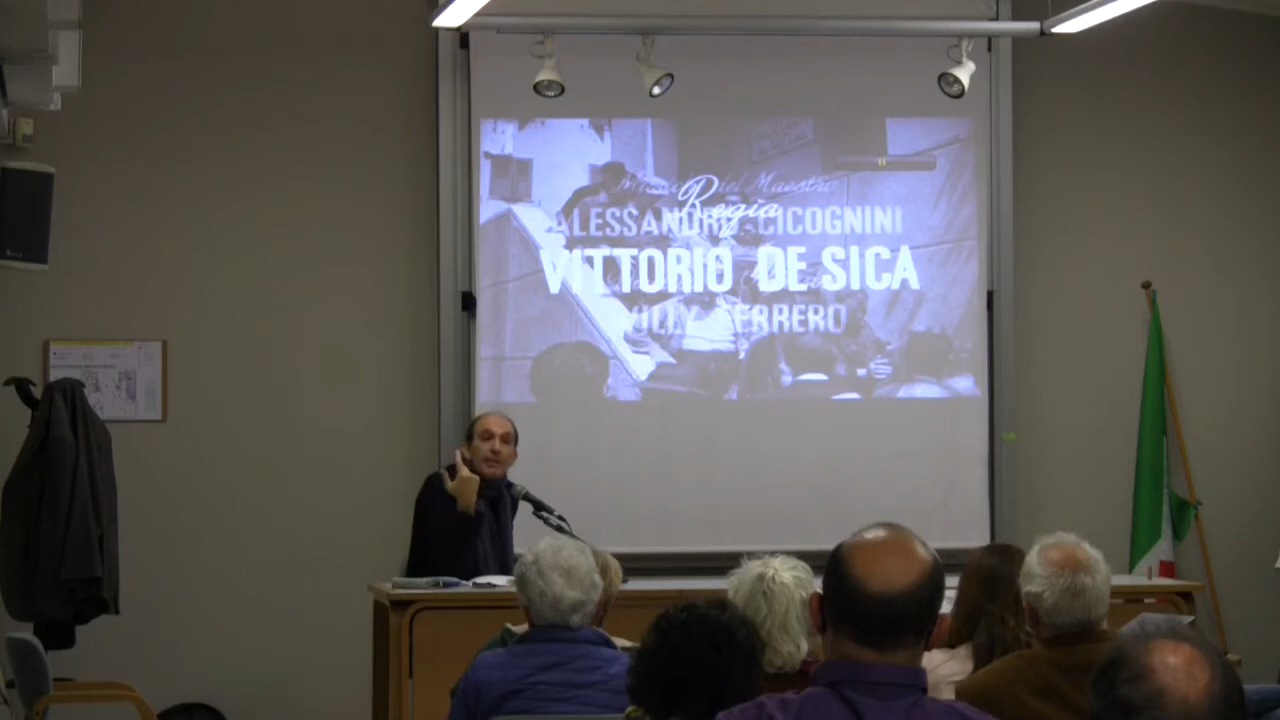 Musica del Maestro
Regia
ALESSANDRO CICOGNINI
VITTORIO DE SICA
WILLY FERRERO